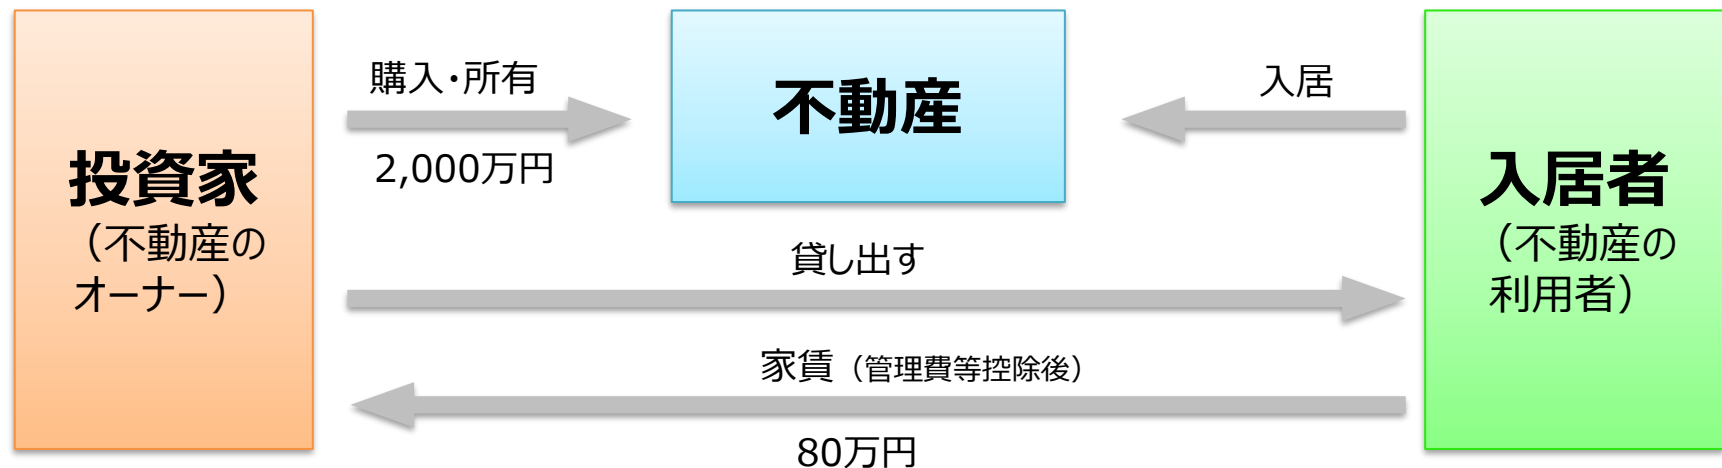 投資家
（不動産の
オーナー）
購入・所有
2,000万円
不動産
入居
入居者
（不動産の
利用者）
貸し出す
家賃（管理費等控除後）
80万円